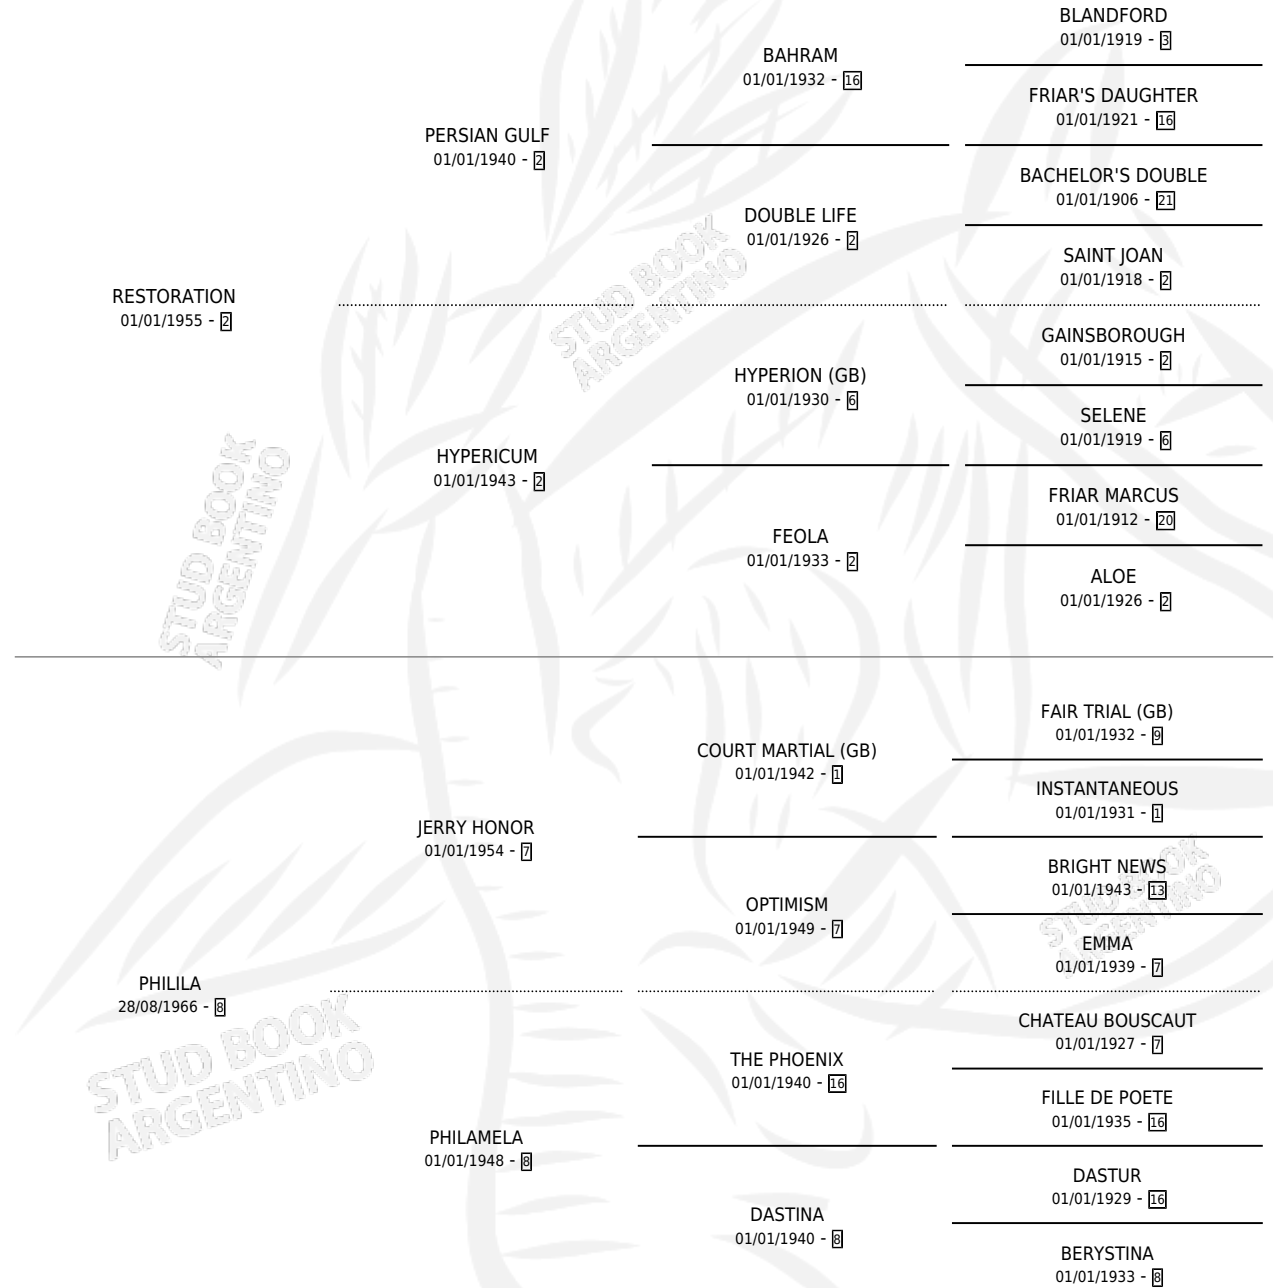 BLANDFORD
01/01/1919 - 3
BAHRAM
01/01/1932 - 16
FRIAR'S DAUGHTER
01/01/1921 - 16
PERSIAN GULF
01/01/1940 - 2
BACHELOR'S DOUBLE
01/01/1906 - 21
DOUBLE LIFE
01/01/1926 - 2
SAINT JOAN
01/01/1918 - 2
RESTORATION
01/01/1955 - 2
GAINSBOROUGH
01/01/1915 - 2
HYPERION (GB)
01/01/1930 - 6
SELENE
01/01/1919 - 6
HYPERICUM
01/01/1943 - 2
FRIAR MARCUS
01/01/1912 - 20
FEOLA
01/01/1933 - 2
ALOE
01/01/1926 - 2
FAIR TRIAL (GB)
01/01/1932 - 9
COURT MARTIAL (GB)
01/01/1942 - 1
INSTANTANEOUS
01/01/1931 - 1
JERRY HONOR
01/01/1954 - 7
BRIGHT NEWS
01/01/1943 - 13
OPTIMISM
01/01/1949 - 7
EMMA
01/01/1939 - 7
PHILILA
28/08/1966 - 8
CHATEAU BOUSCAUT
01/01/1927 - 7
THE PHOENIX
01/01/1940 - 16
FILLE DE POETE
01/01/1935 - 16
PHILAMELA
01/01/1948 - 8
DASTUR
01/01/1929 - 16
DASTINA
01/01/1940 - 8
BERYSTINA
01/01/1933 - 8
STUD BOOK
ARGENTINO
STUD BOOK
ARGENTINO
STUD BOOK
ARGENTINO
STUD BOOK
ARGENTINO